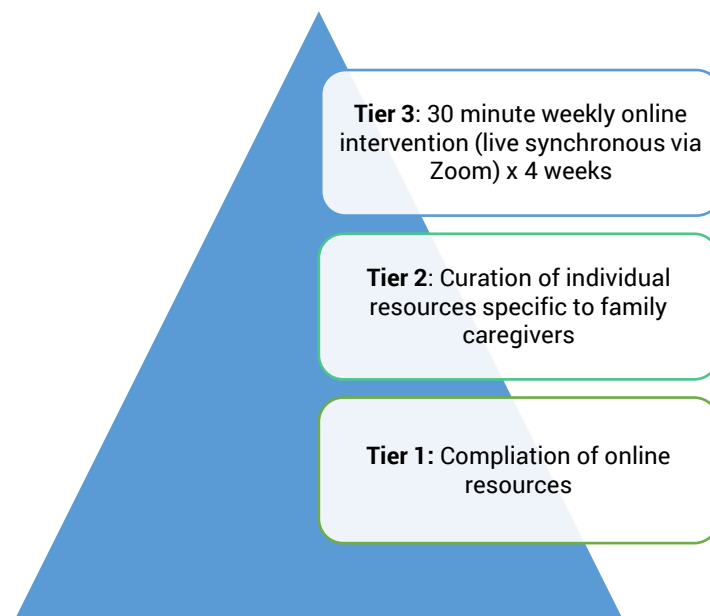 Tier 3: 30 minute weekly online
intervention (live synchronous via
Zoom) x 4 weeks
Tier 2: Curation of individual
resources specific to family
caregivers
Tier 1: Compliation of online
resources